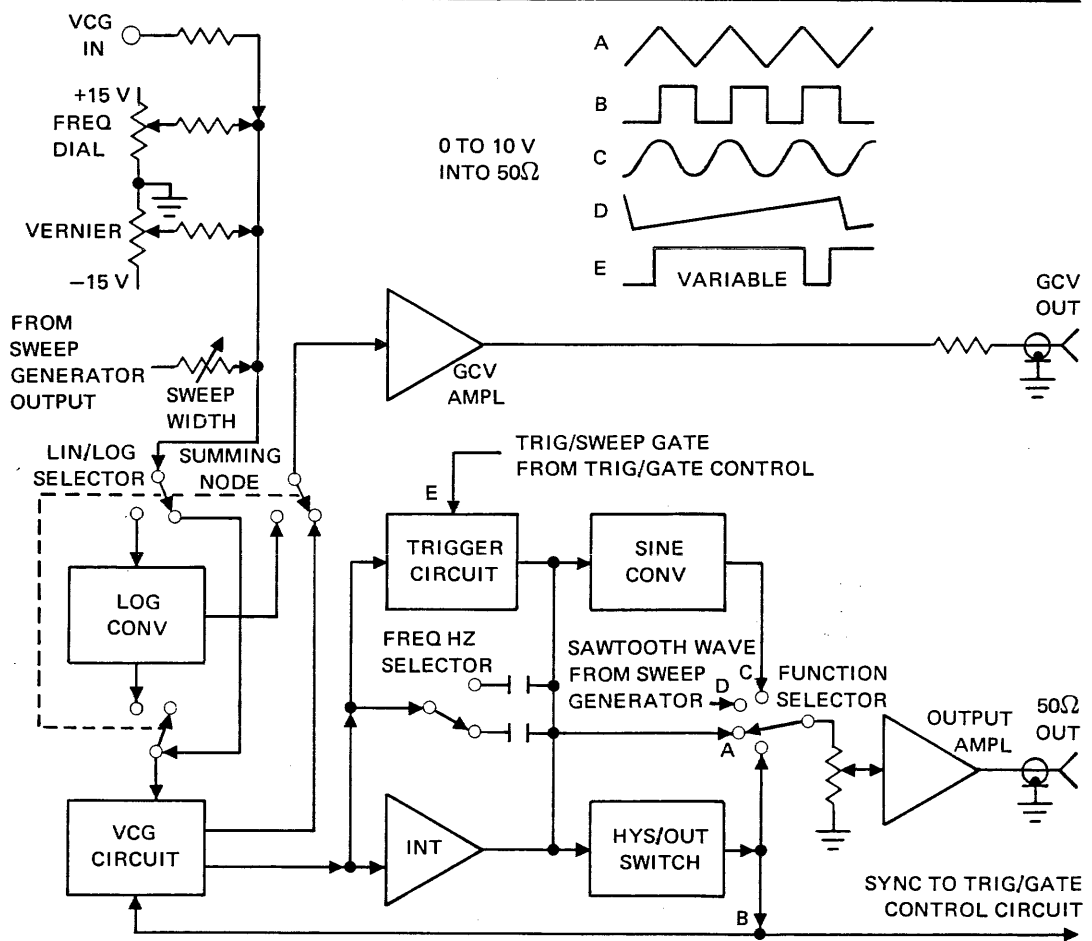 VCG
IN
+15 V
FREQ
DIAL
VERNIER
−15 V
FROM
SWEEP
GENERATOR
OUTPUT
SWEEP
WIDTH
0 TO 10 V
INTO 50Ω
A
B
C
D
E
VARIABLE
GCV
OUT
GCV
AMPL
LIN/LOG
SELECTOR
SUMMING
NODE
TRIG/SWEEP GATE
FROM TRIG/GATE CONTROL
E
TRIGGER
CIRCUIT
SINE
CONV
LOG
CONV
FREQ HZ
SELECTOR
SAWTOOTH WAVE
FROM SWEEP
GENERATOR
D
C
FUNCTION
SELECTOR
A
OUTPUT
AMPL
50Ω
OUT
VCG
CIRCUIT
INT
HYS/OUT
SWITCH
B
SYNC TO TRIG/GATE
CONTROL CIRCUIT